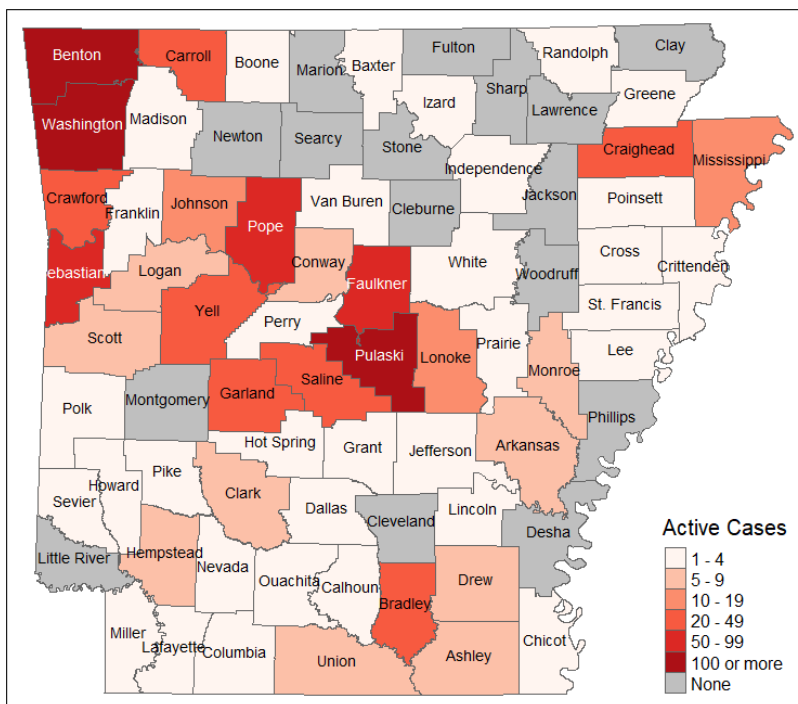 Benton
Carroll
Boone
Marion
Baxter
Fulton
Sharp
Randolph
Clay
Washington
Madison
Newton
Searcy
Stone
Izard
Lawrence
Greene
Independence
Craighead
Mississippi
Crawford
Franklin
Johnson
Pope
Van Buren
Cleburne
Jackson
Poinsett
ebastian
Logan
Conway
Faulkner
White
Woodruff
Cross
Crittenden
Scott
Yell
Perry
Pulaski
Lonoke
Prairie
St. Francis
Lee
Monroe
Polk
Montgomery
Garland
Saline
Phillips
Hot Spring
Grant
Jefferson
Arkansas
Sevier
Howard
Pike
Clark
Dallas
Cleveland
Lincoln
Desha
Little River
Hempstead
Nevada
Ouachita
Calhoun
Bradley
Drew
Miller
Lafayette
Columbia
Union
Ashley
Chicot
Active Cases
1 - 4
5 - 9
10 - 19
20 - 49
50 - 99
100 or more
None